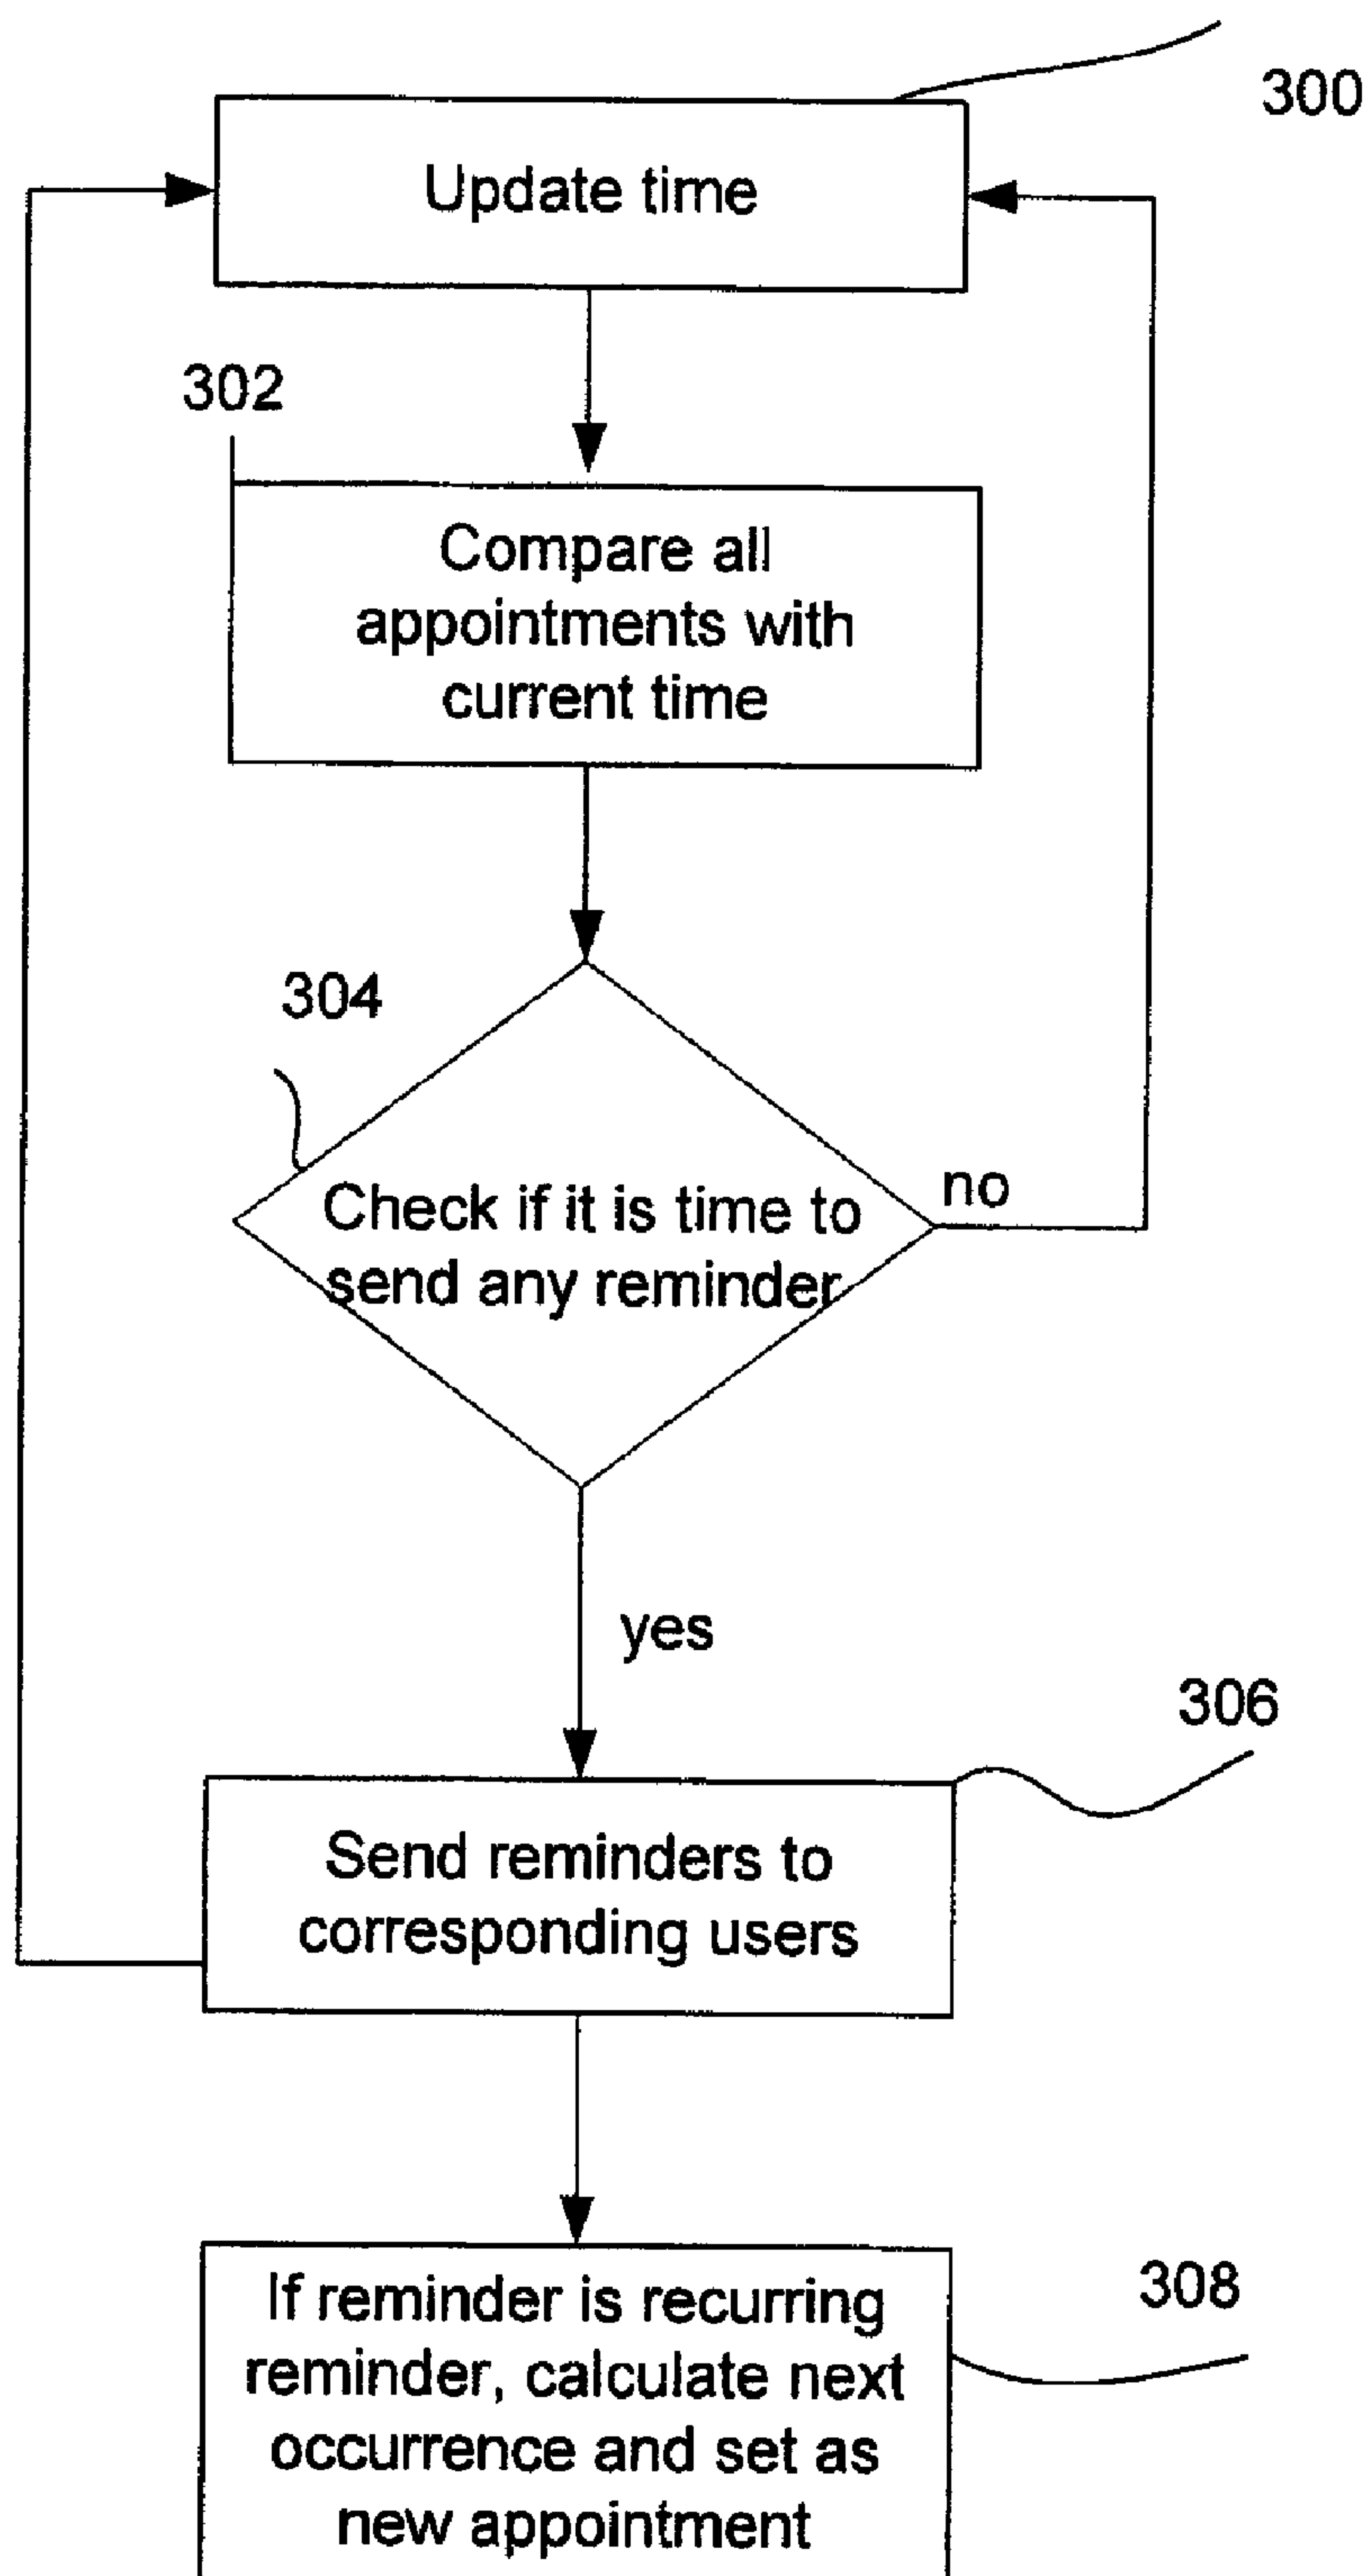 300
Update time
302
Compare all
appointments with
current time
304
Check if it is time to
send any reminder
no
yes
306
Send reminders to
corresponding users
308
If reminder is recurring
reminder, calculate next
occurrence and set as
new appointment